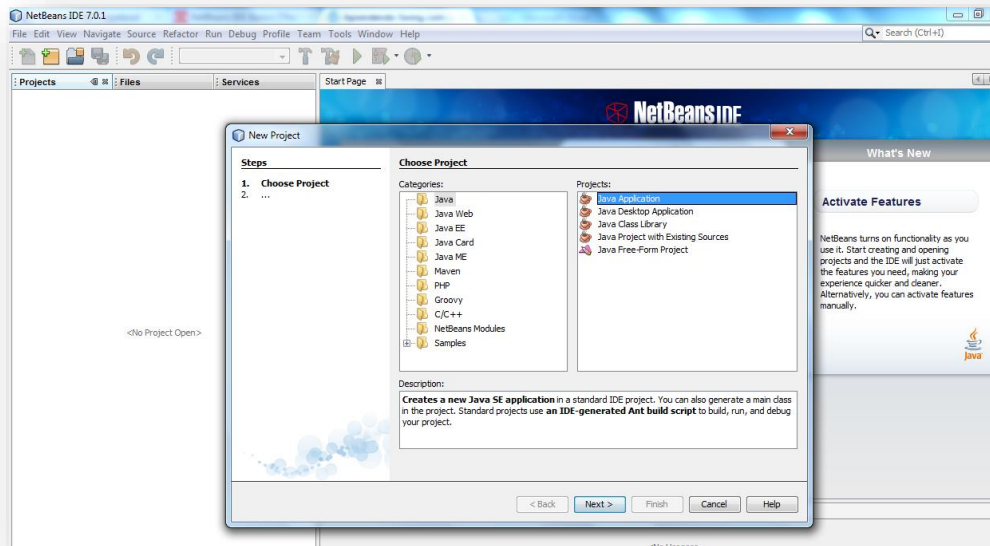 NetBeans IDE 7.0.1
File Edit View Navigate Source Refactor Run Debug Profile Team Tools Window Help
Search (Ctrl+I)
Projects Files Services Start Page
NetBeans IDE
What's New
Activate Features
NetBeans turns on functionality as you
use it. Start creating and opening
projects and the IDE will just activate
the features you need, making your
experience quicker and cleaner.
Alternatively, you can activate features
manually.
Java
<No Project Open>
New Project
Steps
1. Choose Project
2. ...
Choose Project
Categories:
Java
Java Web
Java EE
Java Card
Java ME
Maven
PHP
Groovy
C/C++
NetBeans Modules
Samples
Projects:
Java Application
Java Desktop Application
Java Class Library
Java Project with Existing Sources
Java Free-Form Project
Description:
Creates a new Java SE application in a standard IDE project. You can also generate a main class
in the project. Standard projects use an IDE-generated Ant build script to build, run, and debug
your project.
< Back Next > Finish Cancel Help